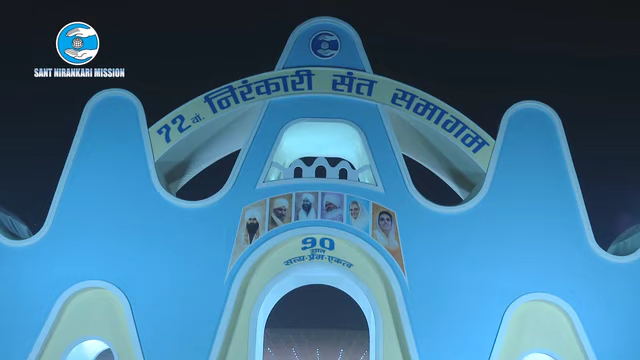 SANT NIRANKARI MISSION
72 वाँ. निरंकारी संत समागम
90
साल
सत्य·प्रेम·एकत्व